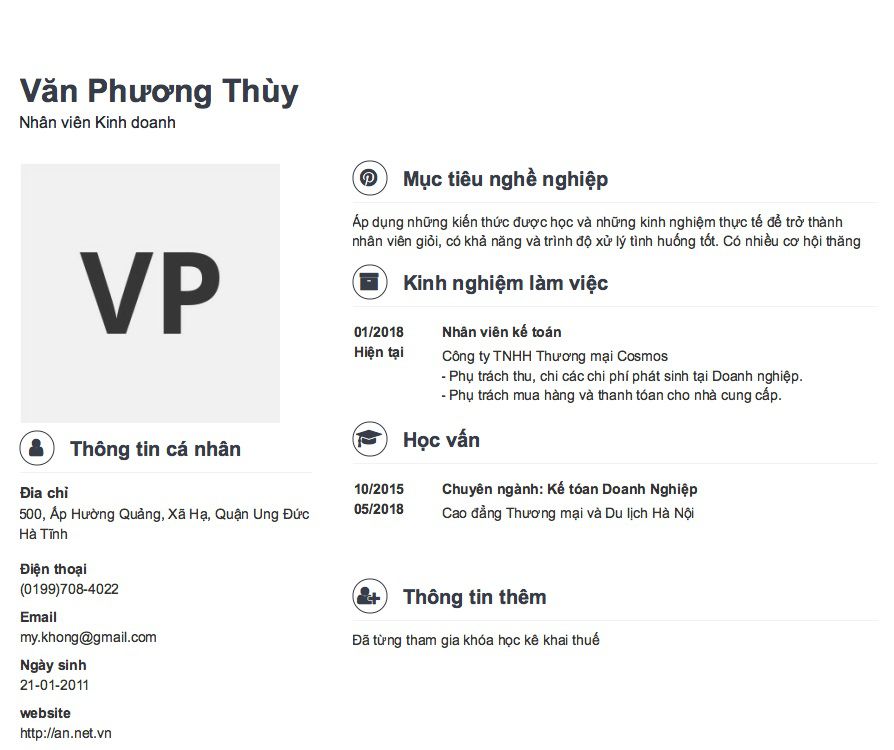 Văn Phương Thùy
Nhân viên Kinh doanh
VP
Thông tin cá nhân
Đia chỉ
500, Ấp Hường Quảng, Xã Hạ, Quận Ung Đức
Hà Tĩnh
Điện thoại
(0199)708-4022
Email
my.khong@gmail.com
Ngày sinh
21-01-2011
website
http://an.net.vn
Mục tiêu nghề nghiệp
Áp dụng những kiến thức được học và những kinh nghiệm thực tế để trở thành
nhân viên giỏi, có khả năng và trình độ xử lý tình huống tốt. Có nhiều cơ hội thăng
Kinh nghiệm làm việc
01/2018 Nhân viên kế toán
Hiện tại Công ty TNHH Thương mại Cosmos
- Phụ trách thu, chi các chi phí phát sinh tại Doanh nghiệp.
- Phụ trách mua hàng và thanh tóan cho nhà cung cấp.
Học vấn
10/2015 Chuyên ngành: Kế tóan Doanh Nghiệp
05/2018 Cao đẳng Thương mại và Du lịch Hà Nội
Thông tin thêm
Đã từng tham gia khóa học kê khai thuế